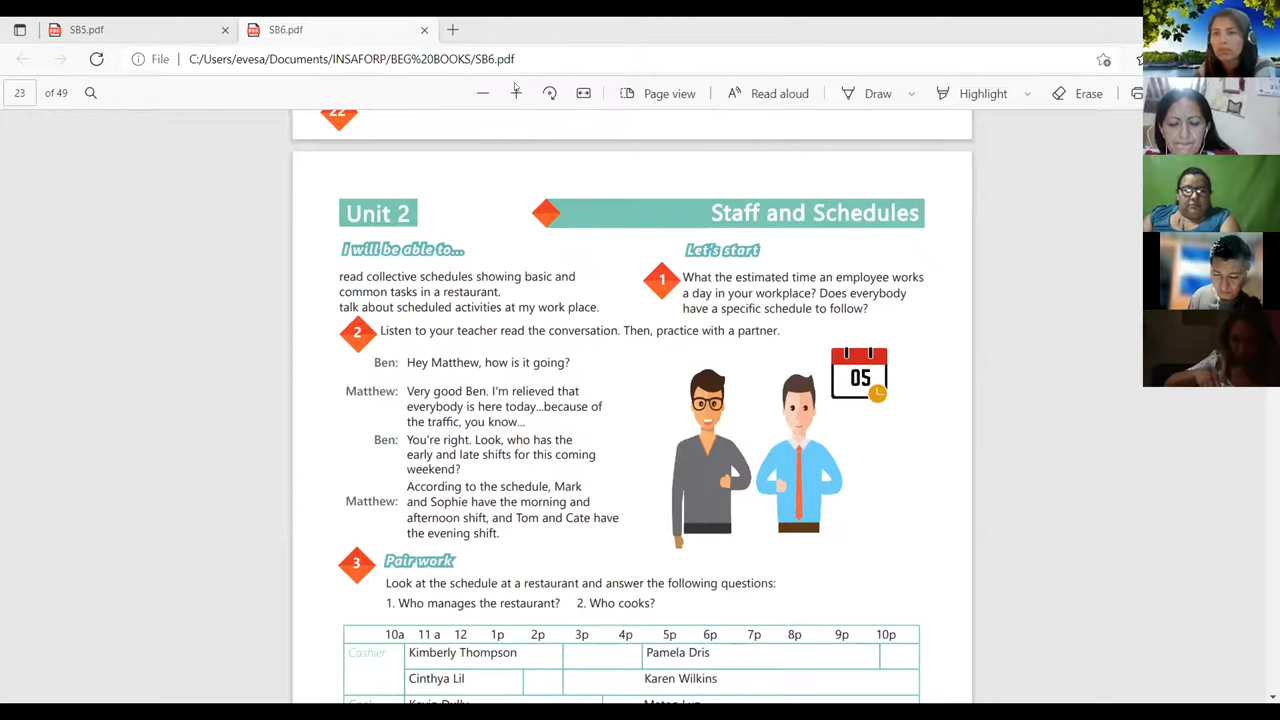 SB5.pdf
SB6.pdf
File C:/Users/evesa/Documents/INSAFORP/BEG%20BOOKS/SB6.pdf
23 of 49 Page view Read aloud Draw Highlight Erase
22
Unit 2
Staff and Schedules
I will be able to...
read collective schedules showing basic and
common tasks in a restaurant.
talk about scheduled activities at my work place.
Let's start
1 What the estimated time an employee works
a day in your workplace? Does everybody
have a specific schedule to follow?
2 Listen to your teacher read the conversation. Then, practice with a partner.
Ben: Hey Matthew, how is it going?
Matthew: Very good Ben. I'm relieved that
everybody is here today...because of
the traffic, you know...
Ben: You're right. Look, who has the
early and late shifts for this coming
weekend?
According to the schedule, Mark
Matthew: and Sophie have the morning and
afternoon shift, and Tom and Cate have
the evening shift.
05
3 Pair work
Look at the schedule at a restaurant and answer the following questions:
1. Who manages the restaurant? 2. Who cooks?
10a 11 a 12 1p 2p 3p 4p 5p 6p 7p 8p 9p 10p
Cashier Kimberly Thompson Pamela Dris
Cinthya Lil Karen Wilkins